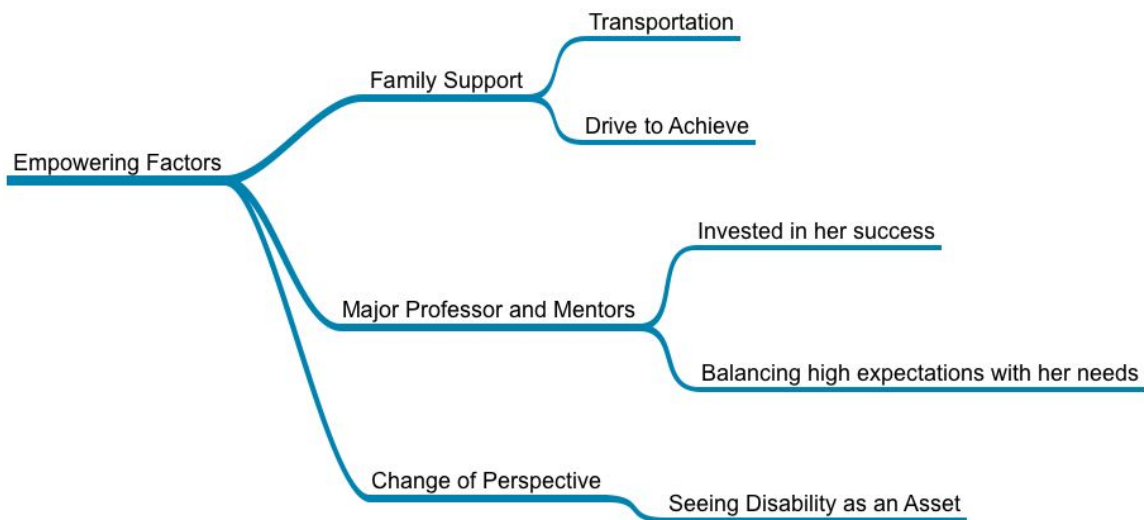 Empowering Factors
Family Support
Transportation
Drive to Achieve
Major Professor and Mentors
Invested in her success
Balancing high expectations with her needs
Change of Perspective
Seeing Disability as an Asset